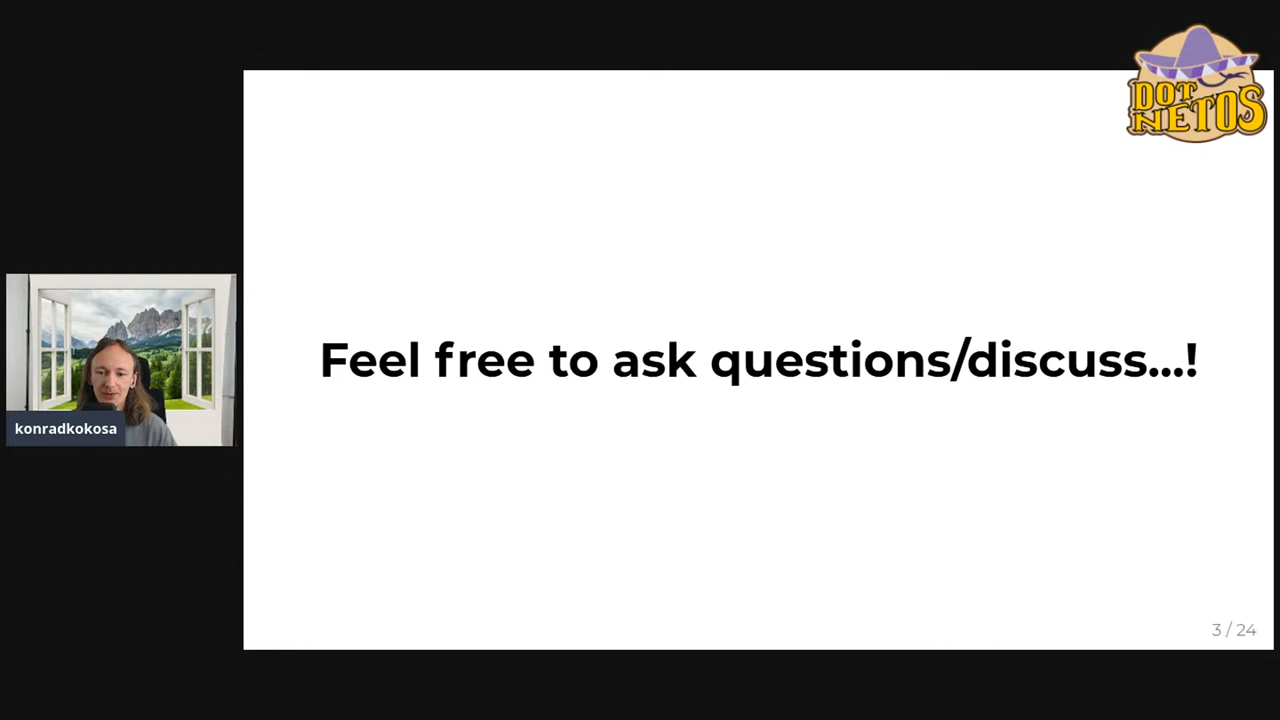 DOT
NETOS
Feel free to ask questions/discuss...!
konradkokosa
3 / 24